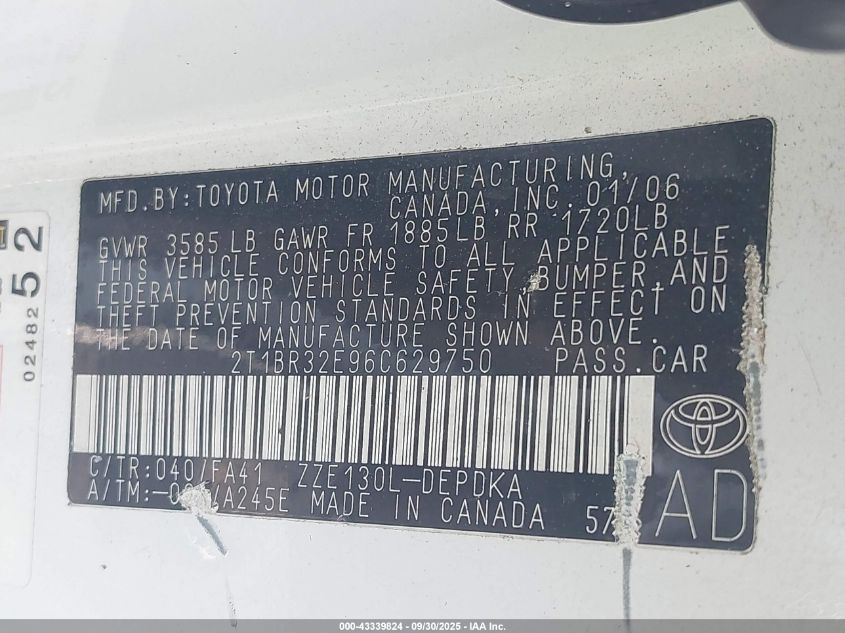 MFD.BY:TOYOTA MOTOR MANUFACTURING,
CANADA, INC. 01/06
GVWR 3585 LB GAWR FR 1885LB RR 1720LB
THIS VEHICLE CONFORMS TO ALL APPLICABLE
FEDERAL MOTOR VEHICLE SAFETY, BUMPER, AND
THEFT PREVENTION STANDARDS IN EFFECT ON
THE DATE OF MANUFACTURE SHOWN ABOVE.
2T1BR32E96C629750 PASS.CAR
C/TR:040/FA41 ZZE130L-DEPDKA
A/TM: /A245E MADE IN CANADA 57
AD
02482 52
000-43339824 - 09/30/2025 - IAA Inc.